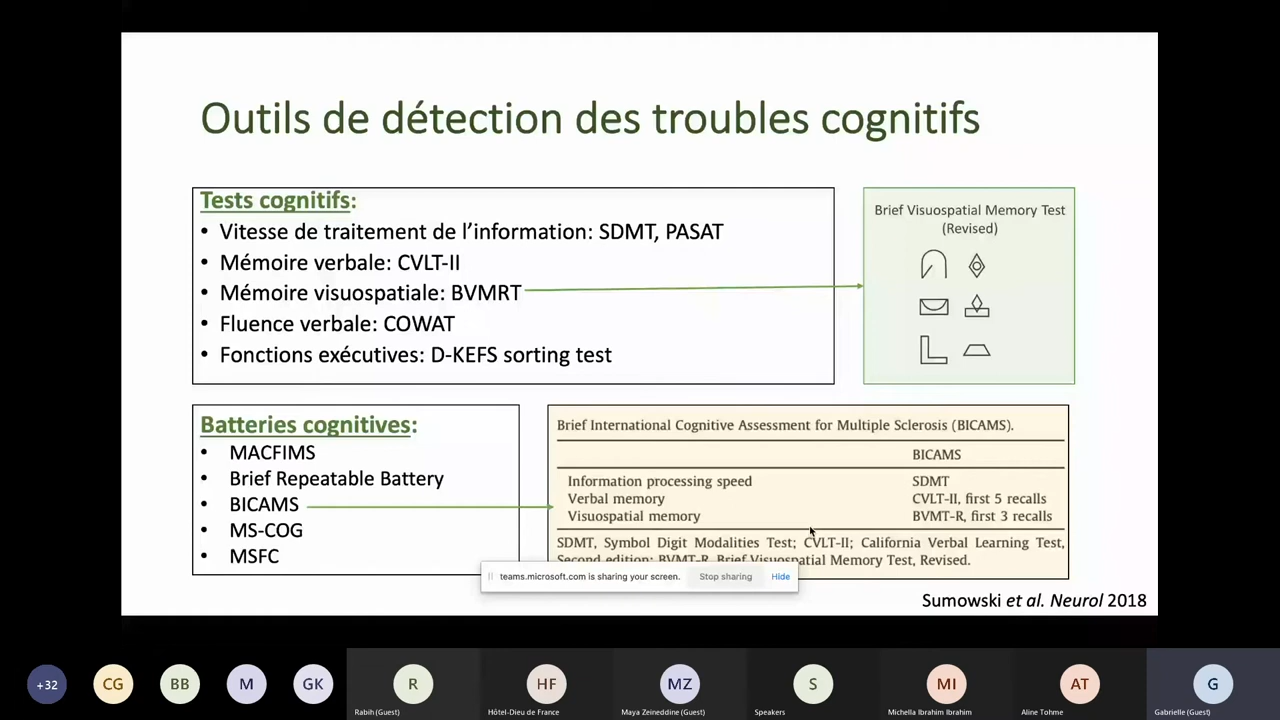 Outils de détection des troubles cognitifs
Tests cognitifs:
• Vitesse de traitement de l’information: SDMT, PASAT
• Mémoire verbale: CVLT-II
• Mémoire visuospatiale: BVMRT
• Fluence verbale: COWAT
• Fonctions exécutives: D-KEFS sorting test
Brief Visuospatial Memory Test
(Revised)
Batteries cognitives:
• MACFIMS
• Brief Repeatable Battery
• BICAMS
• MS-COG
• MSFC
Brief International Cognitive Assessment for Multiple Sclerosis (BICAMS).
BICAMS
Information processing speed SDMT
Verbal memory CVLT-II, first 5 recalls
Visuospatial memory BVMT-R, first 3 recalls
SDMT, Symbol Digit Modalities Test; CVLT-II; California Verbal Learning Test,
Second edition; BVMT-R, Brief Visuospatial Memory Test, Revised.
teams.microsoft.com is sharing your screen. Stop sharing Hide
Sumowski et al. Neurol 2018
+32 CG BB M GK R HF MZ S MI AT G
Rabih (Guest) Hôtel-Dieu de France Maya Zeineddine (Guest) Speakers Michella Ibrahim Ibrahim Aline Tohme Gabrielle (Guest)